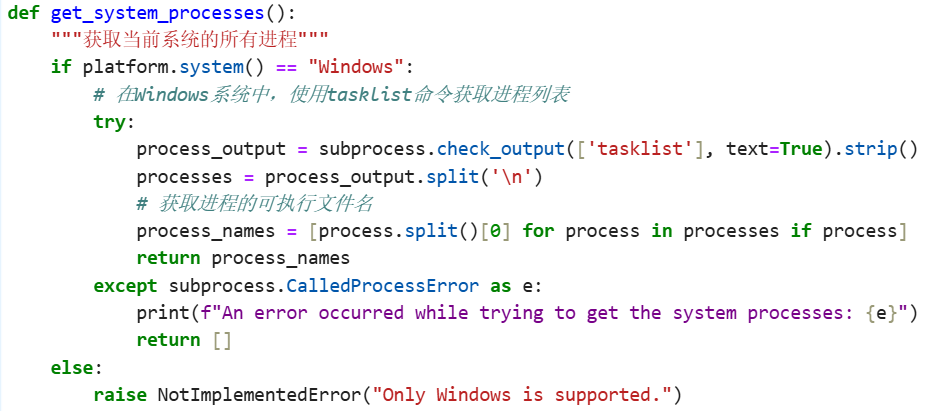 def get_system_processes():
    """获取当前系统的所有进程"""
    if platform.system() == "Windows":
        # 在Windows系统中，使用tasklist命令获取进程列表
        try:
            process_output = subprocess.check_output(['tasklist'], text=True).strip()
            processes = process_output.split('\n')
            # 获取进程的可执行文件名
            process_names = [process.split()[0] for process in processes if process]
            return process_names
        except subprocess.CalledProcessError as e:
            print(f"An error occurred while trying to get the system processes: {e}")
            return []
    else:
        raise NotImplementedError("Only Windows is supported.")